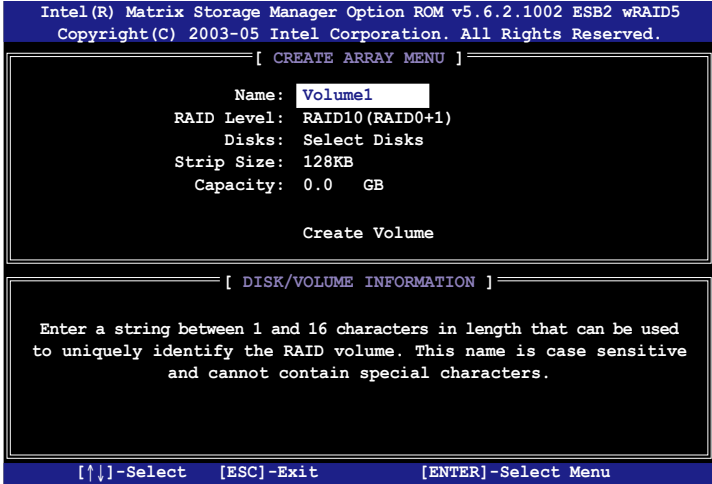 Intel(R) Matrix Storage Manager Option ROM v5.6.2.1002 ESB2 wRAID5
Copyright(C) 2003-05 Intel Corporation. All Rights Reserved.
[ CREATE ARRAY MENU ]
Name: Volume1
RAID Level: RAID10(RAID0+1)
Disks: Select Disks
Strip Size: 128KB
Capacity: 0.0 GB
Create Volume
[ DISK/VOLUME INFORMATION ]
Enter a string between 1 and 16 characters in length that can be used
to uniquely identify the RAID volume. This name is case sensitive
and cannot contain special characters.
[↑↓]-Select [ESC]-Exit [ENTER]-Select Menu